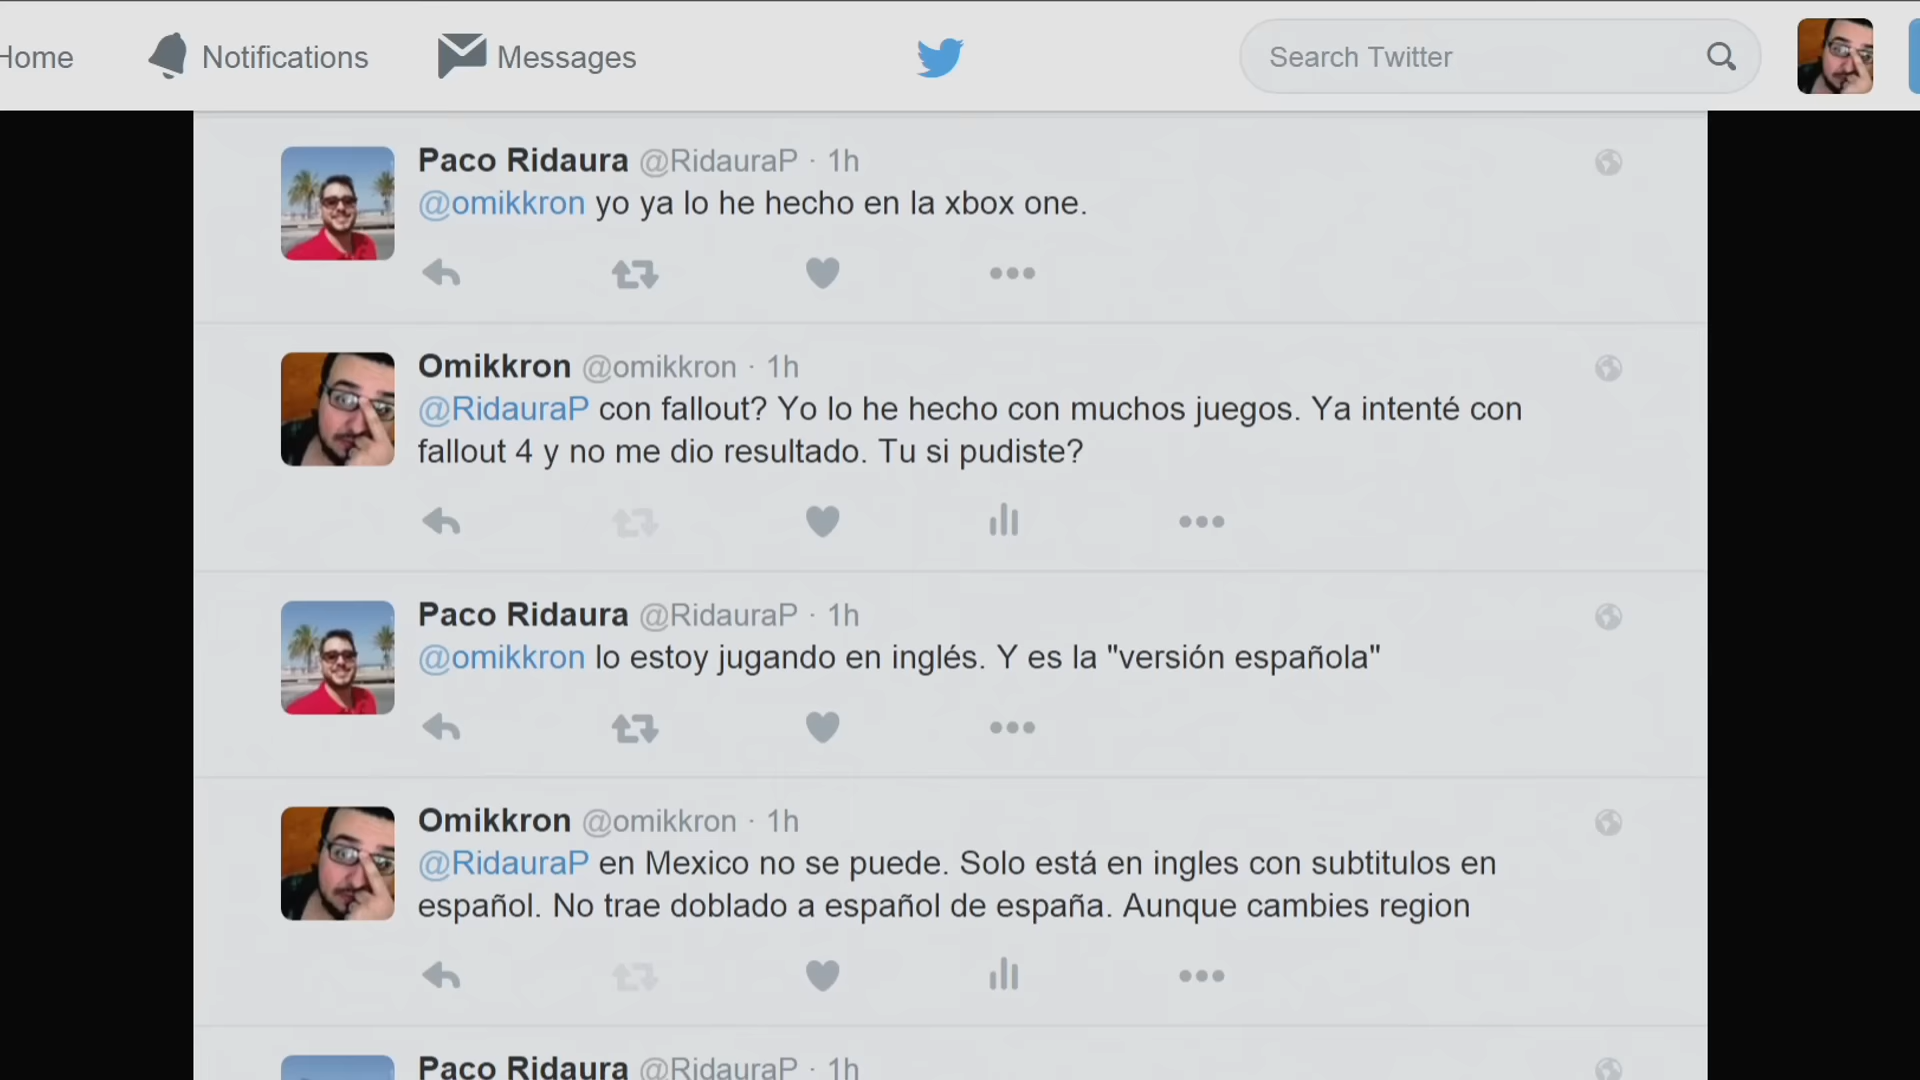 Home Notifications Messages Search Twitter
Paco Ridaura @RidauraP · 1h
@omikkron yo ya lo he hecho en la xbox one.
Omikkron @omikkron · 1h
@RidauraP con fallout? Yo lo he hecho con muchos juegos. Ya intenté con
fallout 4 y no me dio resultado. Tu si pudiste?
Paco Ridaura @RidauraP · 1h
@omikkron lo estoy jugando en inglés. Y es la "versión española"
Omikkron @omikkron · 1h
@RidauraP en Mexico no se puede. Solo está en ingles con subtitulos en
español. No trae doblado a español de españa. Aunque cambies region
Paco Ridaura @RidauraP · 1h